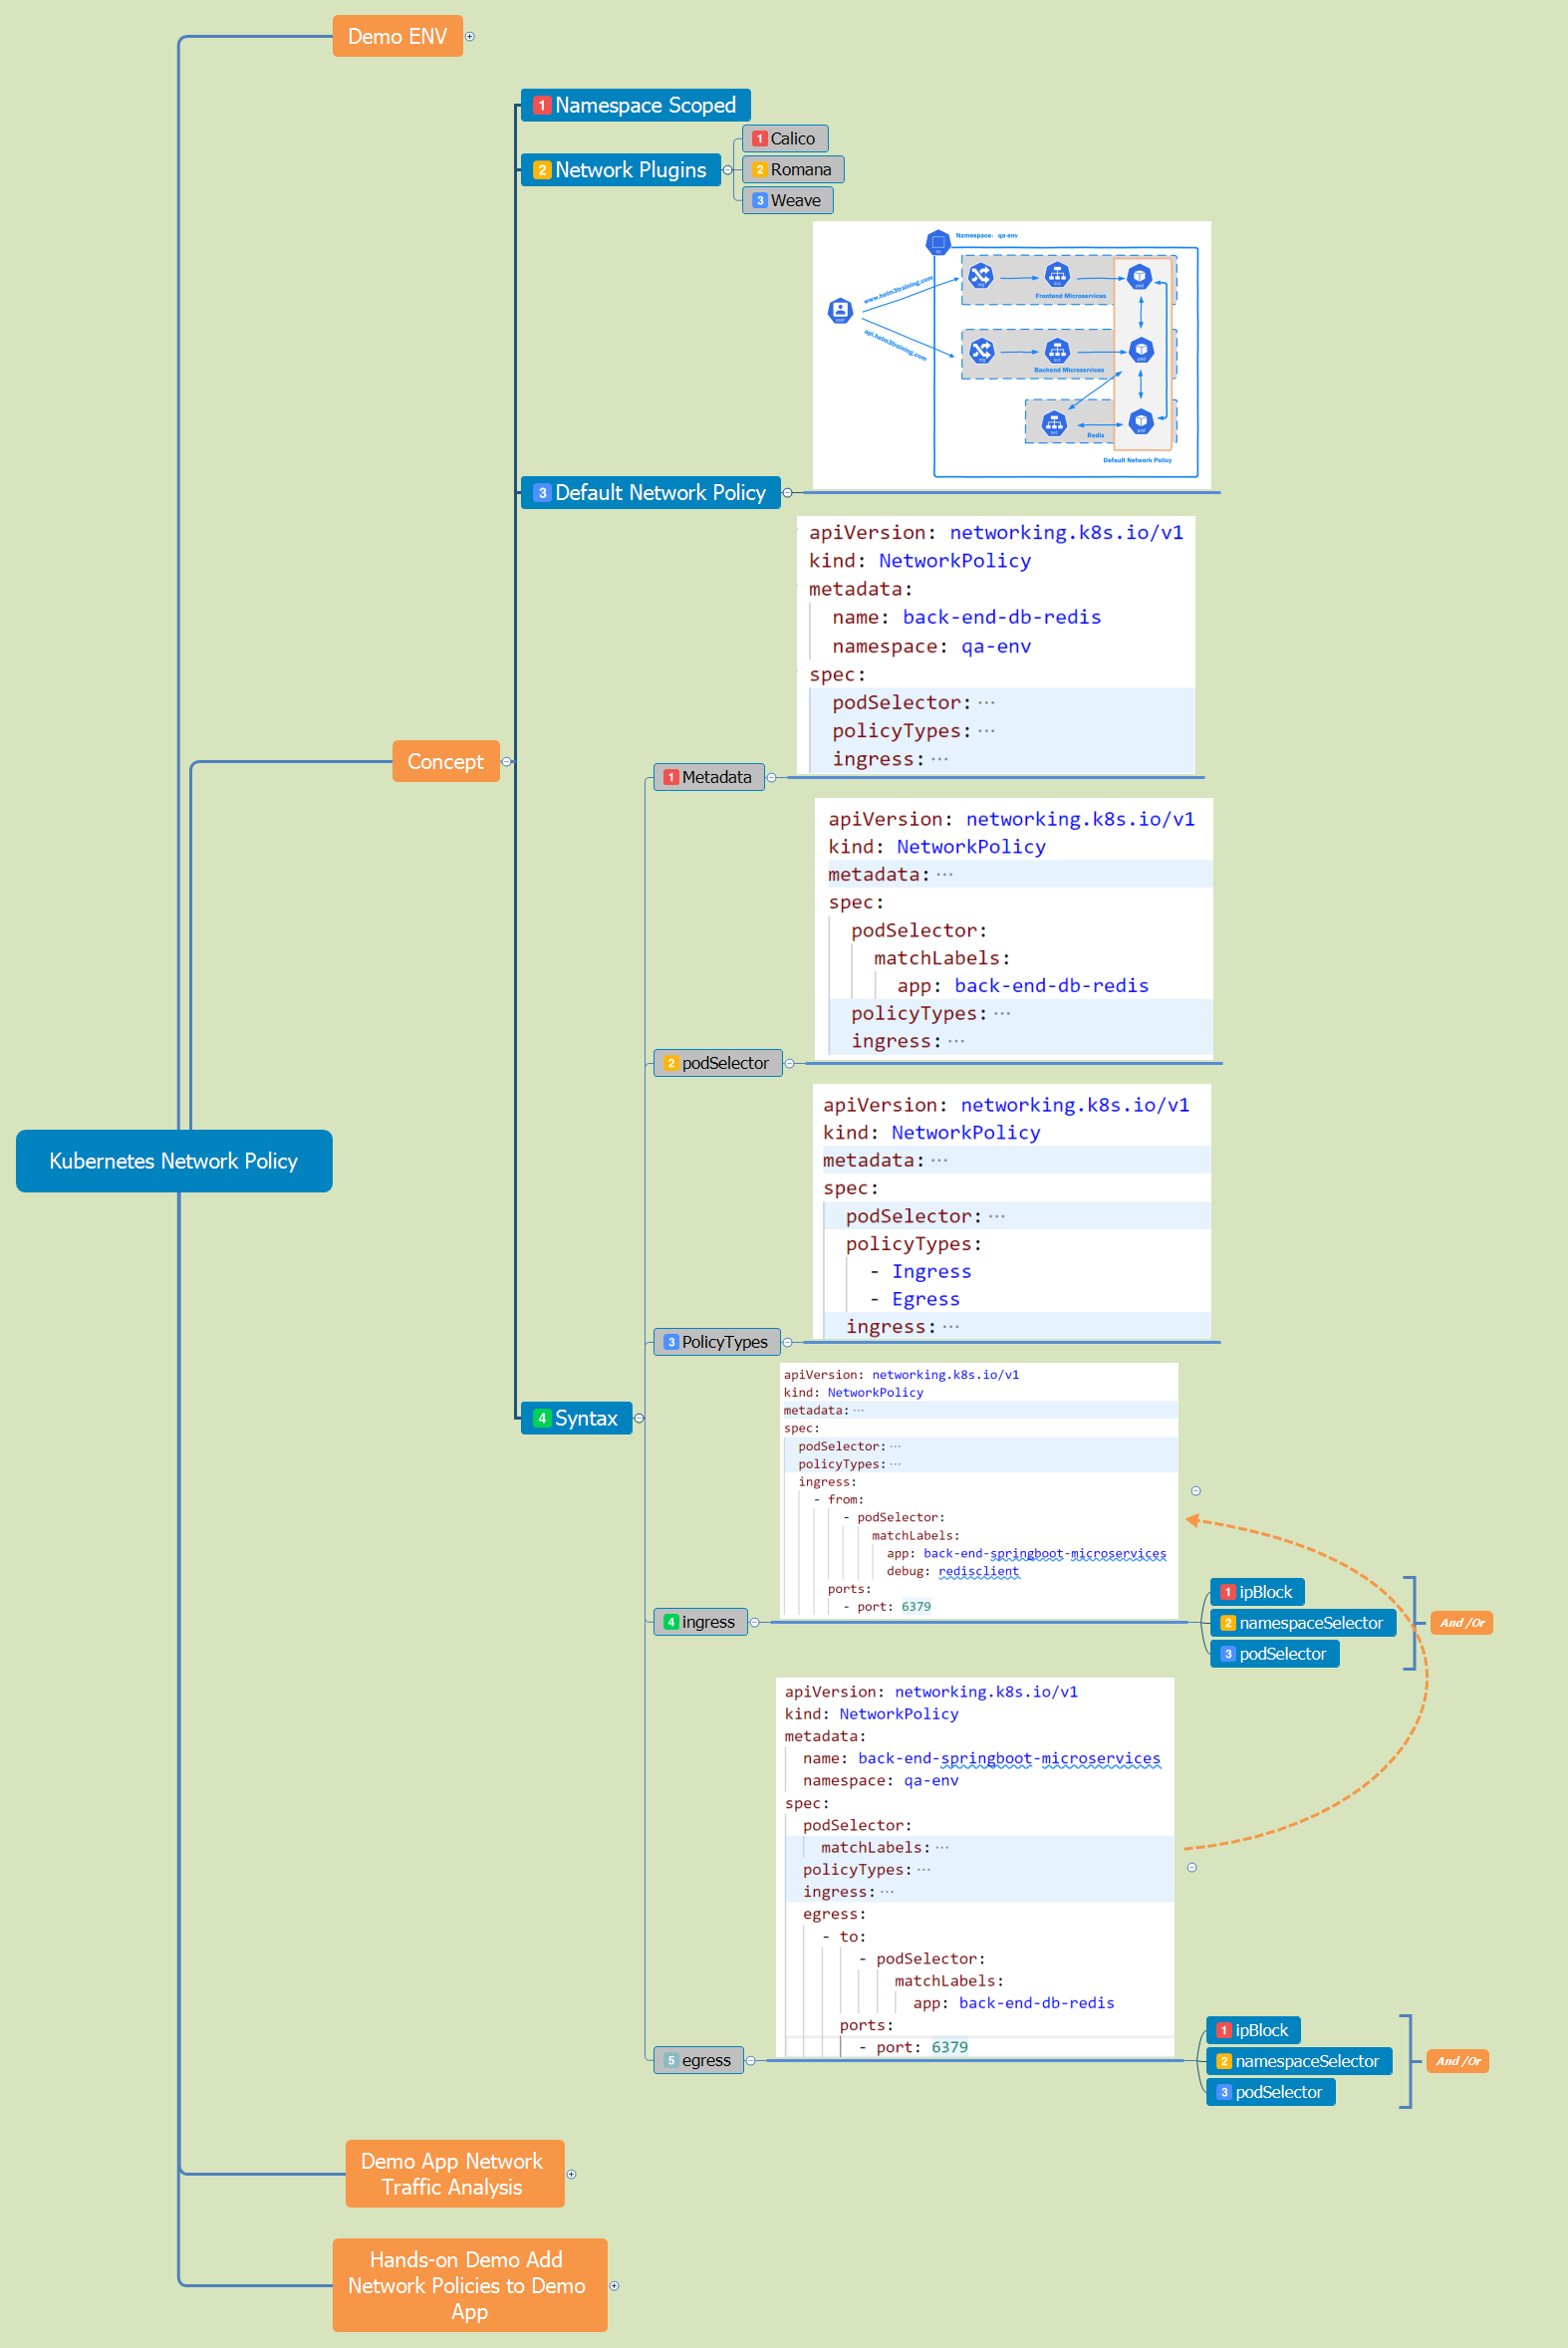 Demo ENV
1 Namespace Scoped
2 Network Plugins
1 Calico
2 Romana
3 Weave
Namespace: qa-env
ns
user
www.helm3training.com
api.helm3training.com
ing
svc
pod
Frontend Microservices
ing
svc
pod
Backend Microservices
svc
pod
Redis
Default Network Policy
3 Default Network Policy
Concept
apiVersion: networking.k8s.io/v1
kind: NetworkPolicy
metadata:
name: back-end-db-redis
namespace: qa-env
spec:
podSelector:···
policyTypes:···
ingress:···
1 Metadata
apiVersion: networking.k8s.io/v1
kind: NetworkPolicy
metadata:···
spec:
podSelector:
matchLabels:
app: back-end-db-redis
policyTypes:···
ingress:···
2 podSelector
Kubernetes Network Policy
apiVersion: networking.k8s.io/v1
kind: NetworkPolicy
metadata:···
spec:
podSelector:···
policyTypes:
- Ingress
- Egress
ingress:···
3 PolicyTypes
4 Syntax
apiVersion: networking.k8s.io/v1
kind: NetworkPolicy
metadata:···
spec:
podSelector:···
policyTypes:···
ingress:
- from:
- podSelector:
matchLabels:
app: back-end-springboot-microservices
debug: redisclient
ports:
- port: 6379
4 ingress
1 ipBlock
2 namespaceSelector
3 podSelector
And /Or
apiVersion: networking.k8s.io/v1
kind: NetworkPolicy
metadata:
name: back-end-springboot-microservices
namespace: qa-env
spec:
podSelector:
matchLabels:···
policyTypes:···
ingress:···
egress:
- to:
- podSelector:
matchLabels:
app: back-end-db-redis
ports:
- port: 6379
5 egress
1 ipBlock
2 namespaceSelector
3 podSelector
And /Or
Demo App Network
Traffic Analysis
Hands-on Demo Add
Network Policies to Demo
App